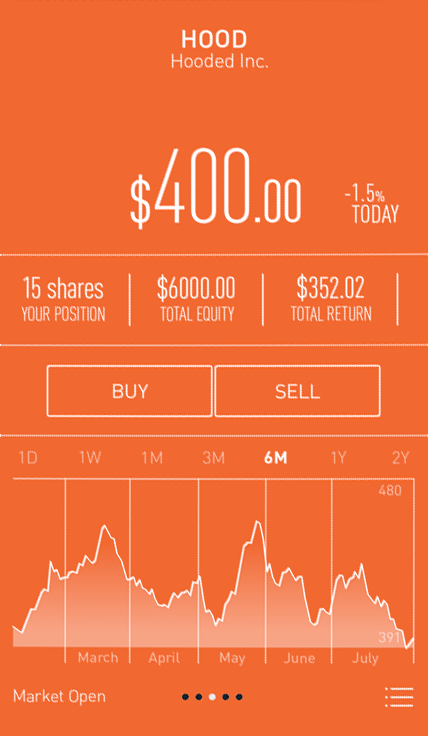 HOOD
Hooded Inc.
$400.00
-1.5%
TODAY
15 shares $6000.00 $352.02
YOUR POSITION TOTAL EQUITY TOTAL RETURN
BUY SELL
1D 1W 1M 3M 6M 1Y 2Y
480
391
March April May June July
Market Open